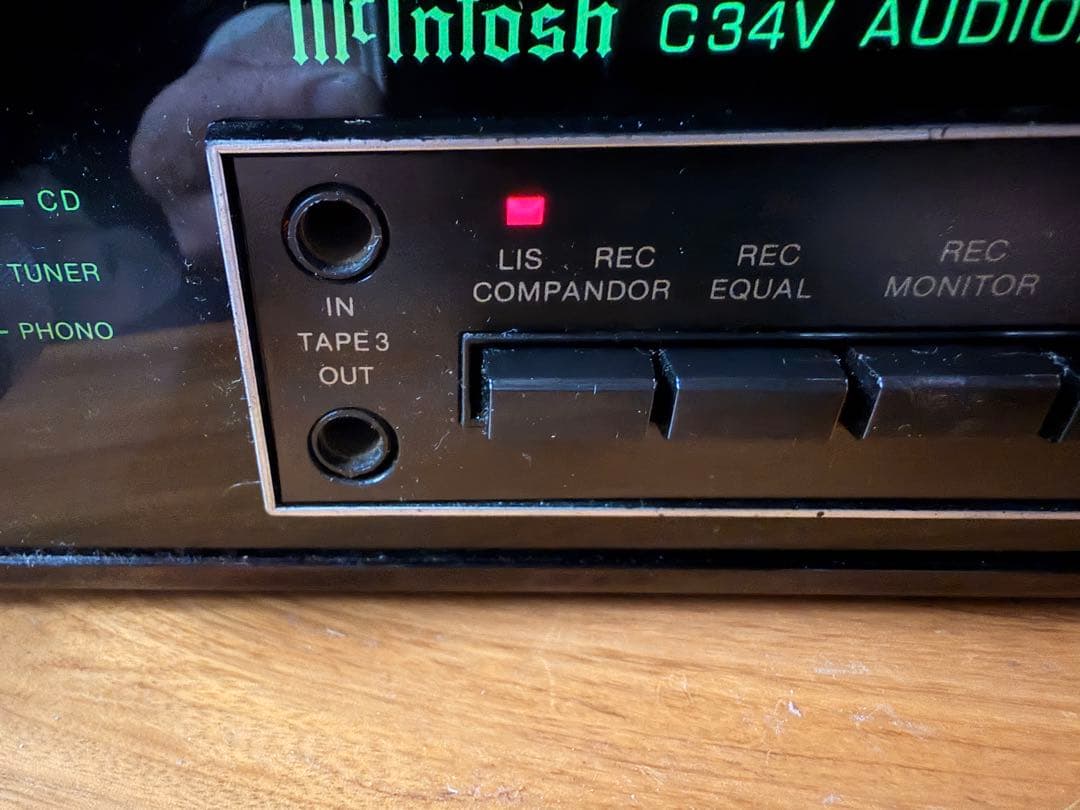 McIntosh C34V AUDIO
CD
TUNER
PHONO
IN
TAPE 3
OUT
LIS REC
COMPANDOR
REC
EQUAL
REC
MONITOR